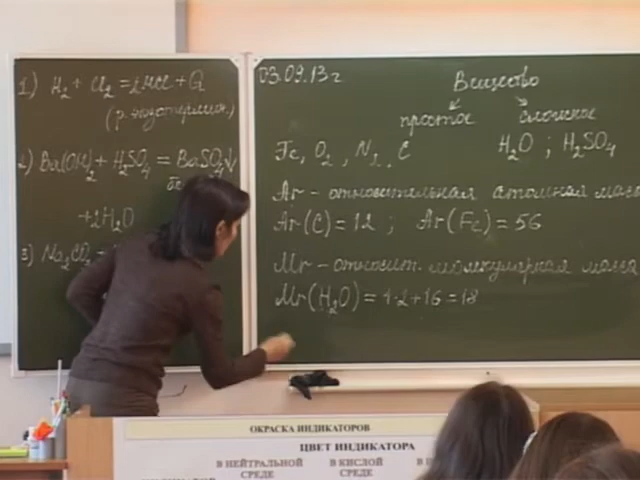 1) H₂ + Cl₂ = 2HCl + Q
(р. экзотермич.)
2) Ba(OH)₂ + H₂SO₄ = BaSO₄↓
+2H₂O
3) Na₂CO₃
03.09.13 г
Вещество
простое сложное
Fe, O₂, N₂, C H₂O ; H₂SO₄
Ar – относительная атомная масса
Ar(C) = 12 ; Ar(Fe) = 56
Mr – относит. молекулярная масса
Mr(H₂O) = 1·2 + 16 = 18
ОКРАСКА ИНДИКАТОРОВ
ЦВЕТ ИНДИКАТОРА
В НЕЙТРАЛЬНОЙ СРЕДЕ
В КИСЛОЙ СРЕДЕ